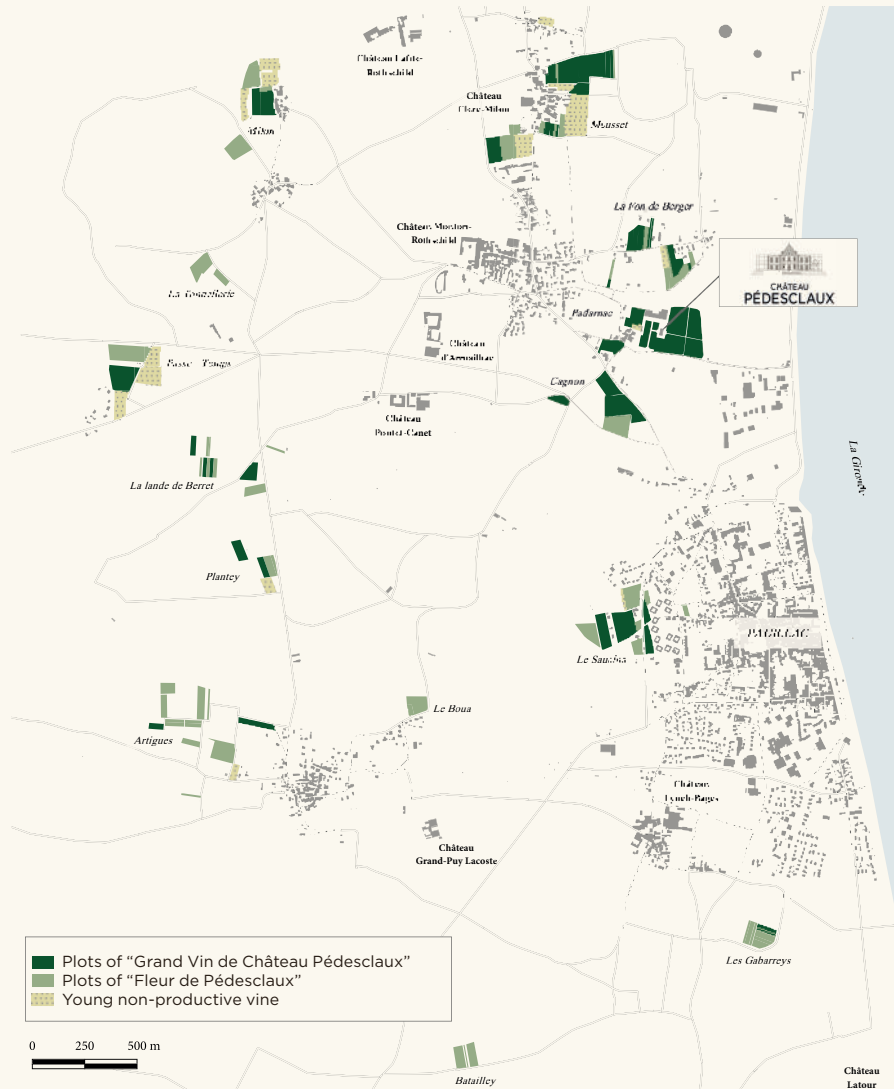 Château Lafite-
Rothschild
Château
Clerc-Milon
Mousset
Milon
La Fon de Berger
Château Mouton-
Rothschild
CHÂTEAU
PÉDESCLAUX
La Tonnellerie
Padarnac
Château
d'Armailhac
Cagnon
Château
Pontet-Canet
La Gironde
La lande de Berret
Plantey
PAUILLAC
Le Boua
Artigues
Château
Lynch-Bages
Château
Grand-Puy Lacoste
Les Gabarreys
Plots of “Grand Vin de Château Pédesclaux”
Plots of “Fleur de Pédesclaux”
Young non-productive vine
0 250 500 m
Batailley
Château
Latour